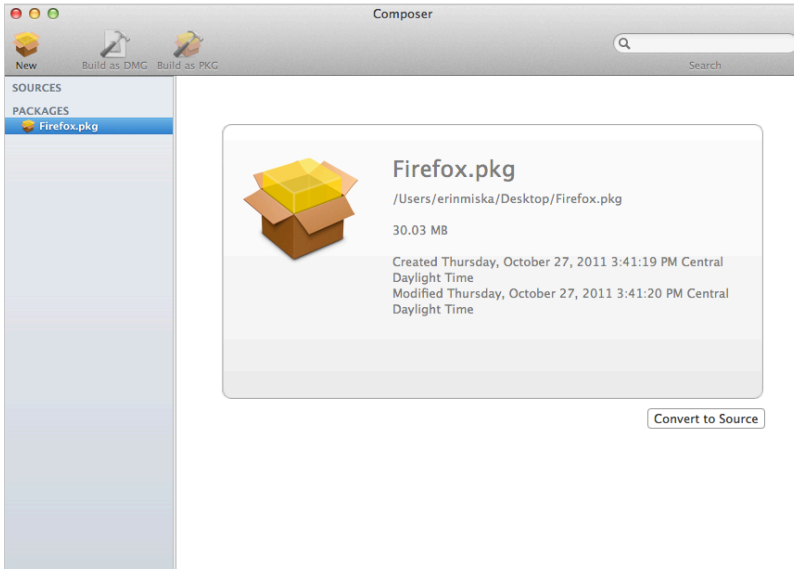 Composer
New
Build as DMG
Build as PKG
Search
SOURCES
PACKAGES
Firefox.pkg
Firefox.pkg
/Users/erinmiska/Desktop/Firefox.pkg
30.03 MB
Created Thursday, October 27, 2011 3:41:19 PM Central
Daylight Time
Modified Thursday, October 27, 2011 3:41:20 PM Central
Daylight Time
Convert to Source